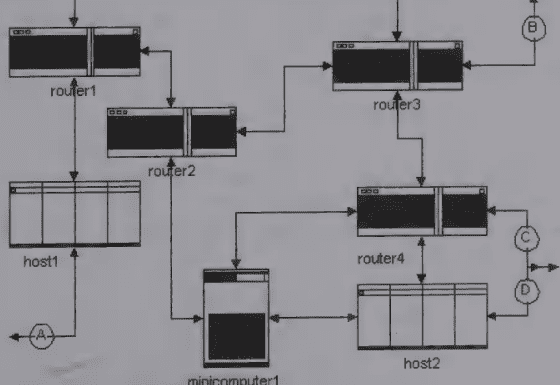 B
router1
router3
router2
router4
C
host1
D
A
host2
minicomputer1